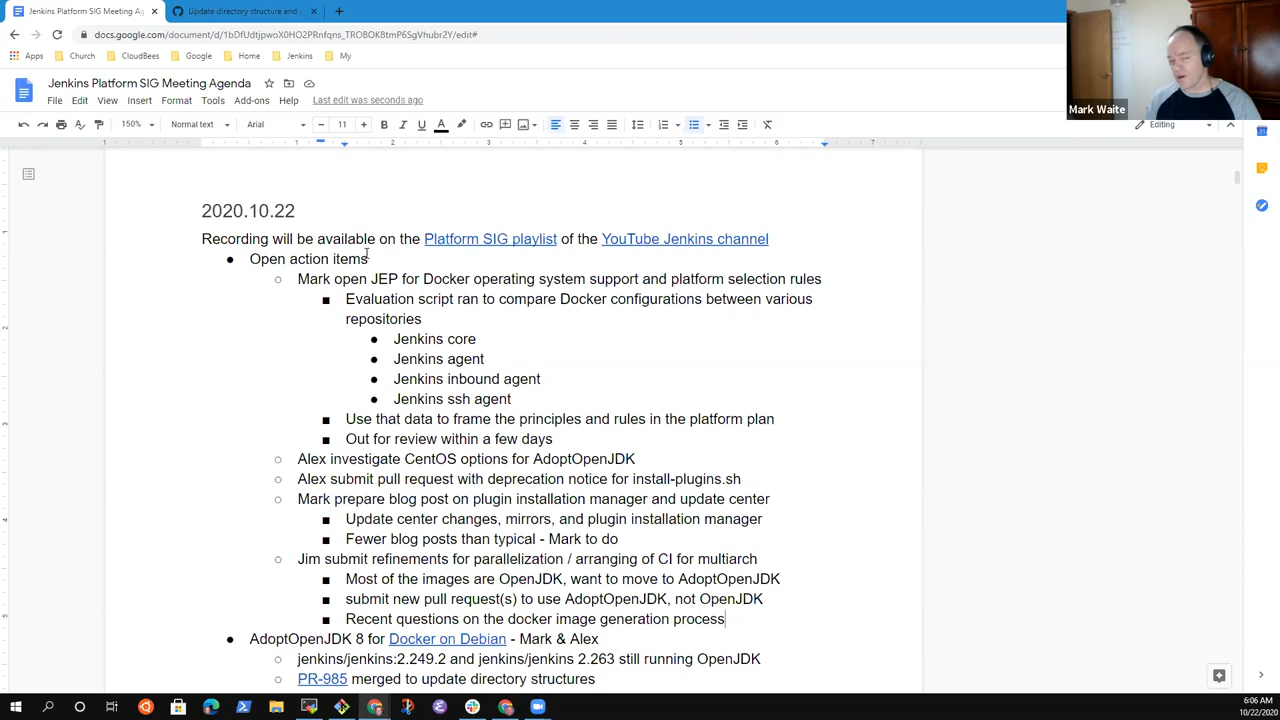 Jenkins Platform SIG Meeting Ag
Update directory structure and
docs.google.com/document/d/1bDfUdtjpwoX0HO2PRnfqns_TROBOK8tmP6SgVhubr2Y/edit#
Apps Church CloudBees Google Home Jenkins My
Jenkins Platform SIG Meeting Agenda
File Edit View Insert Format Tools Add-ons Help Last edit was seconds ago
150% Normal text Arial 11 Editing
Mark Waite
1 1 2 3 4 5 6 7
2020.10.22
Recording will be available on the Platform SIG playlist of the YouTube Jenkins channel
● Open action items
○ Mark open JEP for Docker operating system support and platform selection rules
■ Evaluation script ran to compare Docker configurations between various
repositories
● Jenkins core
● Jenkins agent
● Jenkins inbound agent
● Jenkins ssh agent
■ Use that data to frame the principles and rules in the platform plan
■ Out for review within a few days
○ Alex investigate CentOS options for AdoptOpenJDK
○ Alex submit pull request with deprecation notice for install-plugins.sh
○ Mark prepare blog post on plugin installation manager and update center
■ Update center changes, mirrors, and plugin installation manager
■ Fewer blog posts than typical - Mark to do
○ Jim submit refinements for parallelization / arranging of CI for multiarch
■ Most of the images are OpenJDK, want to move to AdoptOpenJDK
■ submit new pull request(s) to use AdoptOpenJDK, not OpenJDK
■ Recent questions on the docker image generation process
● AdoptOpenJDK 8 for Docker on Debian - Mark & Alex
○ jenkins/jenkins:2.249.2 and jenkins/jenkins 2.263 still running OpenJDK
○ PR-985 merged to update directory structures
6:06 AM
10/22/2020